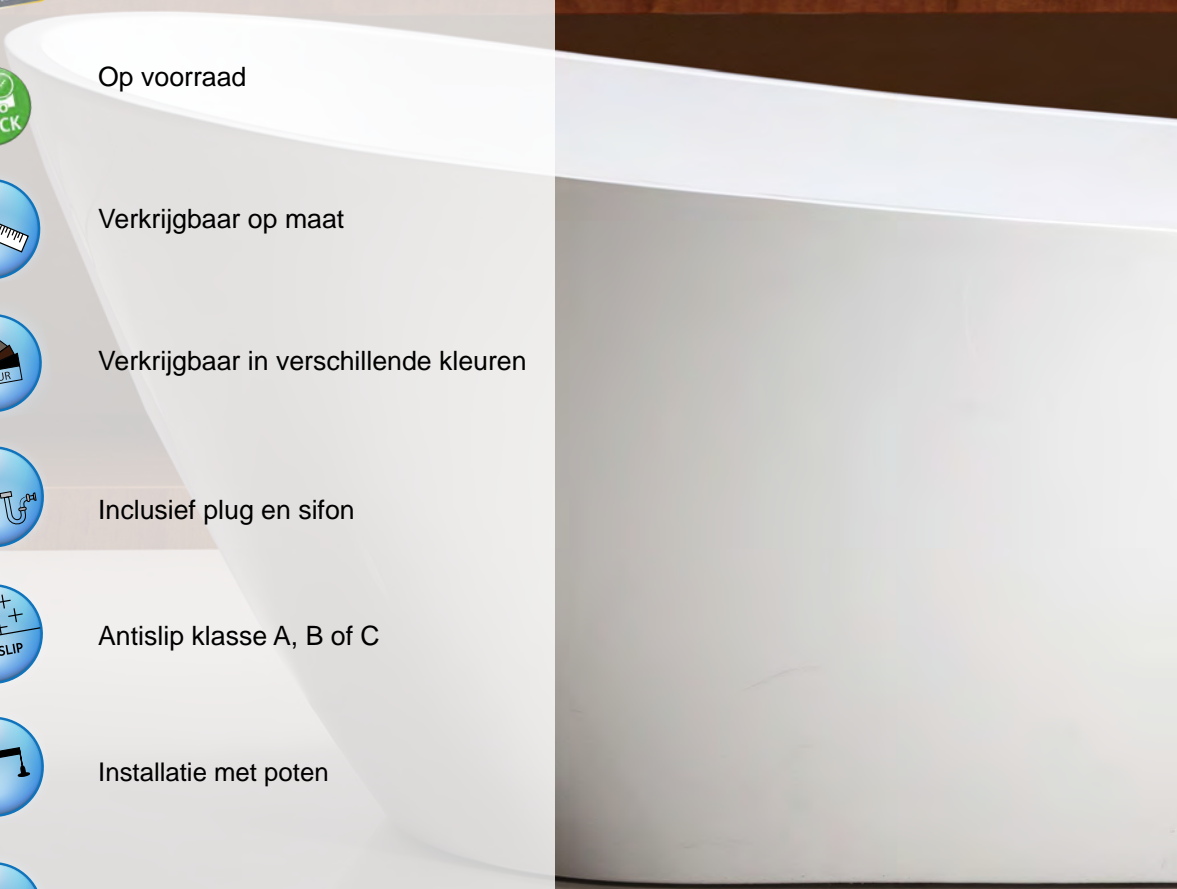 Op voorraad
Verkrijgbaar op maat
Verkrijgbaar in verschillende kleuren
Inclusief plug en sifon
Antislip klasse A, B of C
Installatie met poten